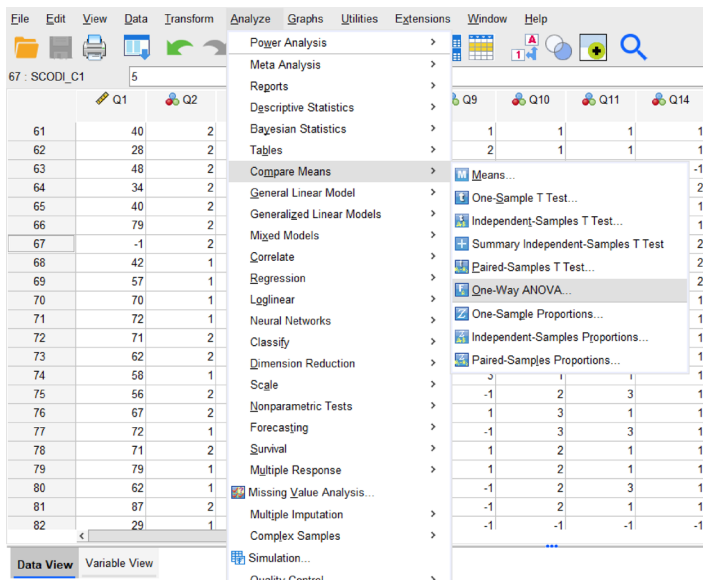 File Edit View Data Transform Analyze Graphs Utilities Extensions Window Help
67 : SCODI_C1 5
Q1 Q2 Q9 Q10 Q11 Q14
61 40 2 1 1 1 1
62 28 2 2 1 1 1
63 48 2 -1
64 34 2 2
65 40 2 1
66 79 2 1
67 -1 2 2
68 42 1 2
69 57 1 2
70 70 1 1
71 72 1 1
72 71 2 1
73 62 2 1
74 58 1 3 1 1 1
75 56 2 -1 2 3 1
76 67 2 1 3 1 1
77 72 1 -1 3 3 1
78 71 2 1 2 1 1
79 79 1 1 2 1 1
80 62 1 -1 2 3 1
81 87 2 -1 2 1 1
82 29 1 -1 -1 -1 -1
Power Analysis
Meta Analysis
Reports
Descriptive Statistics
Bayesian Statistics
Tables
Compare Means
General Linear Model
Generalized Linear Models
Mixed Models
Correlate
Regression
Loglinear
Neural Networks
Classify
Dimension Reduction
Scale
Nonparametric Tests
Forecasting
Survival
Multiple Response
Missing Value Analysis...
Multiple Imputation
Complex Samples
Simulation...
Quality Control
Means...
One-Sample T Test...
Independent-Samples T Test...
Summary Independent-Samples T Test
Paired-Samples T Test...
One-Way ANOVA...
One-Sample Proportions...
Independent-Samples Proportions...
Paired-Samples Proportions...
Data View Variable View